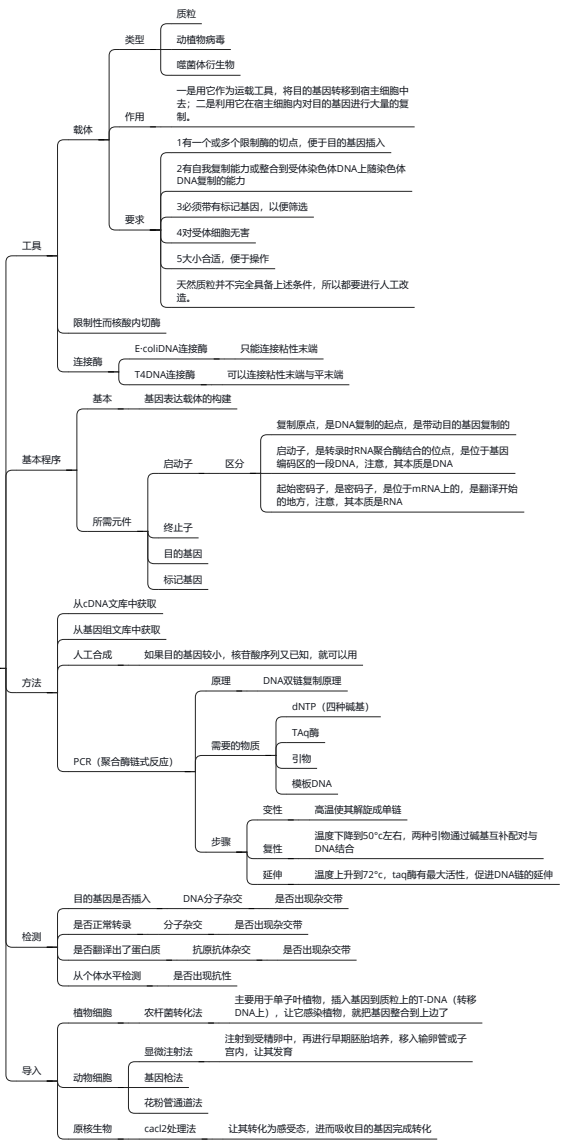 质粒
类型
动植物病毒
噬菌体衍生物
一是用它作为运载工具，将目的基因转移到宿主细胞中
去；二是利用它在宿主细胞内对目的基因进行大量的复
制。
作用
载体
1有一个或多个限制酶的切点，便于目的基因插入
2有自我复制能力或整合到受体染色体DNA上随染色体
DNA复制的能力
3必须带有标记基因，以便筛选
要求
4对受体细胞无害
工具
5大小合适，便于操作
天然质粒并不完全具备上述条件，所以都要进行人工改
造。
限制性而核酸内切酶
E·coliDNA连接酶
只能连接粘性末端
连接酶
T4DNA连接酶
可以连接粘性末端与平末端
基本
基因表达载体的构建
复制原点，是DNA复制的起点，是带动目的基因复制的
基本程序
启动子
区分
启动子，是转录时RNA聚合酶结合的位点，是位于基因
编码区的一段DNA，注意，其本质是DNA
起始密码子，是密码子，是位于mRNA上的，是翻译开始
的地方，注意，其本质是RNA
所需元件
终止子
目的基因
标记基因
从cDNA文库中获取
从基因组文库中获取
人工合成
如果目的基因较小，核苷酸序列又已知，就可以用
方法
原理
DNA双链复制原理
dNTP（四种碱基）
需要的物质
TAq酶
PCR（聚合酶链式反应）
引物
模板DNA
变性
高温使其解旋成单链
步骤
温度下降到50°c左右，两种引物通过碱基互补配对与
DNA结合
复性
延伸
温度上升到72°c，taq酶有最大活性，促进DNA链的延伸
目的基因是否插入
DNA分子杂交
是否出现杂交带
是否正常转录
分子杂交
是否出现杂交带
检测
是否翻译出了蛋白质
抗原抗体杂交
是否出现杂交带
从个体水平检测
是否出现抗性
植物细胞
农杆菌转化法
主要用于单子叶植物，插入基因到质粒上的T-DNA（转移
DNA上），让它感染植物，就把基因整合到上边了
显微注射法
注射到受精卵中，再进行早期胚胎培养，移入输卵管或子
宫内，让其发育
导入
动物细胞
基因枪法
花粉管通道法
原核生物
cacl2处理法
让其转化为感受态，进而吸收目的基因完成转化